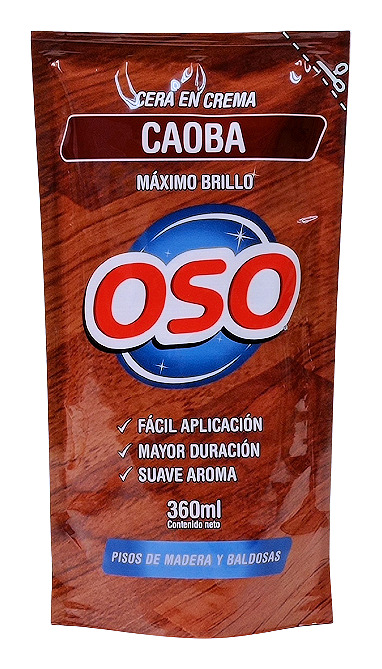 CERA EN CREMA
CAOBA
MÁXIMO BRILLO
OSO
✓ FÁCIL APLICACIÓN
✓ MAYOR DURACIÓN
✓ SUAVE AROMA
360ml
Contenido neto
PISOS DE MADERA Y BALDOSAS